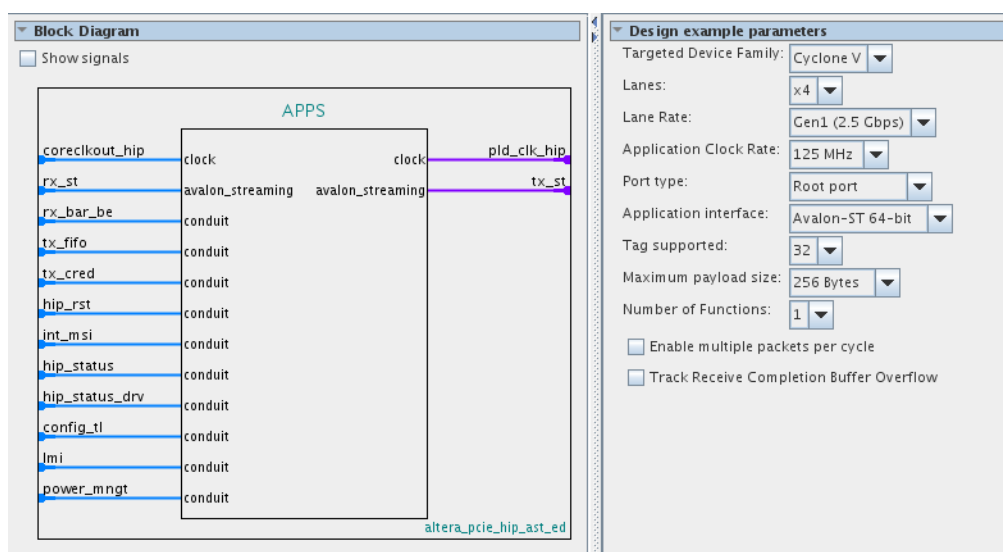 Block Diagram
Show signals
APPS
coreclkout_hip
clock
clock
pld_clk_hip
rx_st
avalon_streaming
avalon_streaming
tx_st
rx_bar_be
conduit
tx_fifo
conduit
tx_cred
conduit
hip_rst
conduit
int_msi
conduit
hip_status
conduit
hip_status_drv
conduit
config_tl
conduit
lmi
conduit
power_mngt
conduit
altera_pcie_hip_ast_ed
Design example parameters
Targeted Device Family: Cyclone V
Lanes: x4
Lane Rate: Gen1 (2.5 Gbps)
Application Clock Rate: 125 MHz
Port type: Root port
Application interface: Avalon-ST 64-bit
Tag supported: 32
Maximum payload size: 256 Bytes
Number of Functions: 1
Enable multiple packets per cycle
Track Receive Completion Buffer Overflow